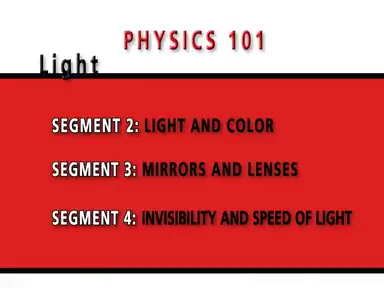 PHYSICS 101
Light
SEGMENT 2: LIGHT AND COLOR
SEGMENT 3: MIRRORS AND LENSES
SEGMENT 4: INVISIBILITY AND SPEED OF LIGHT